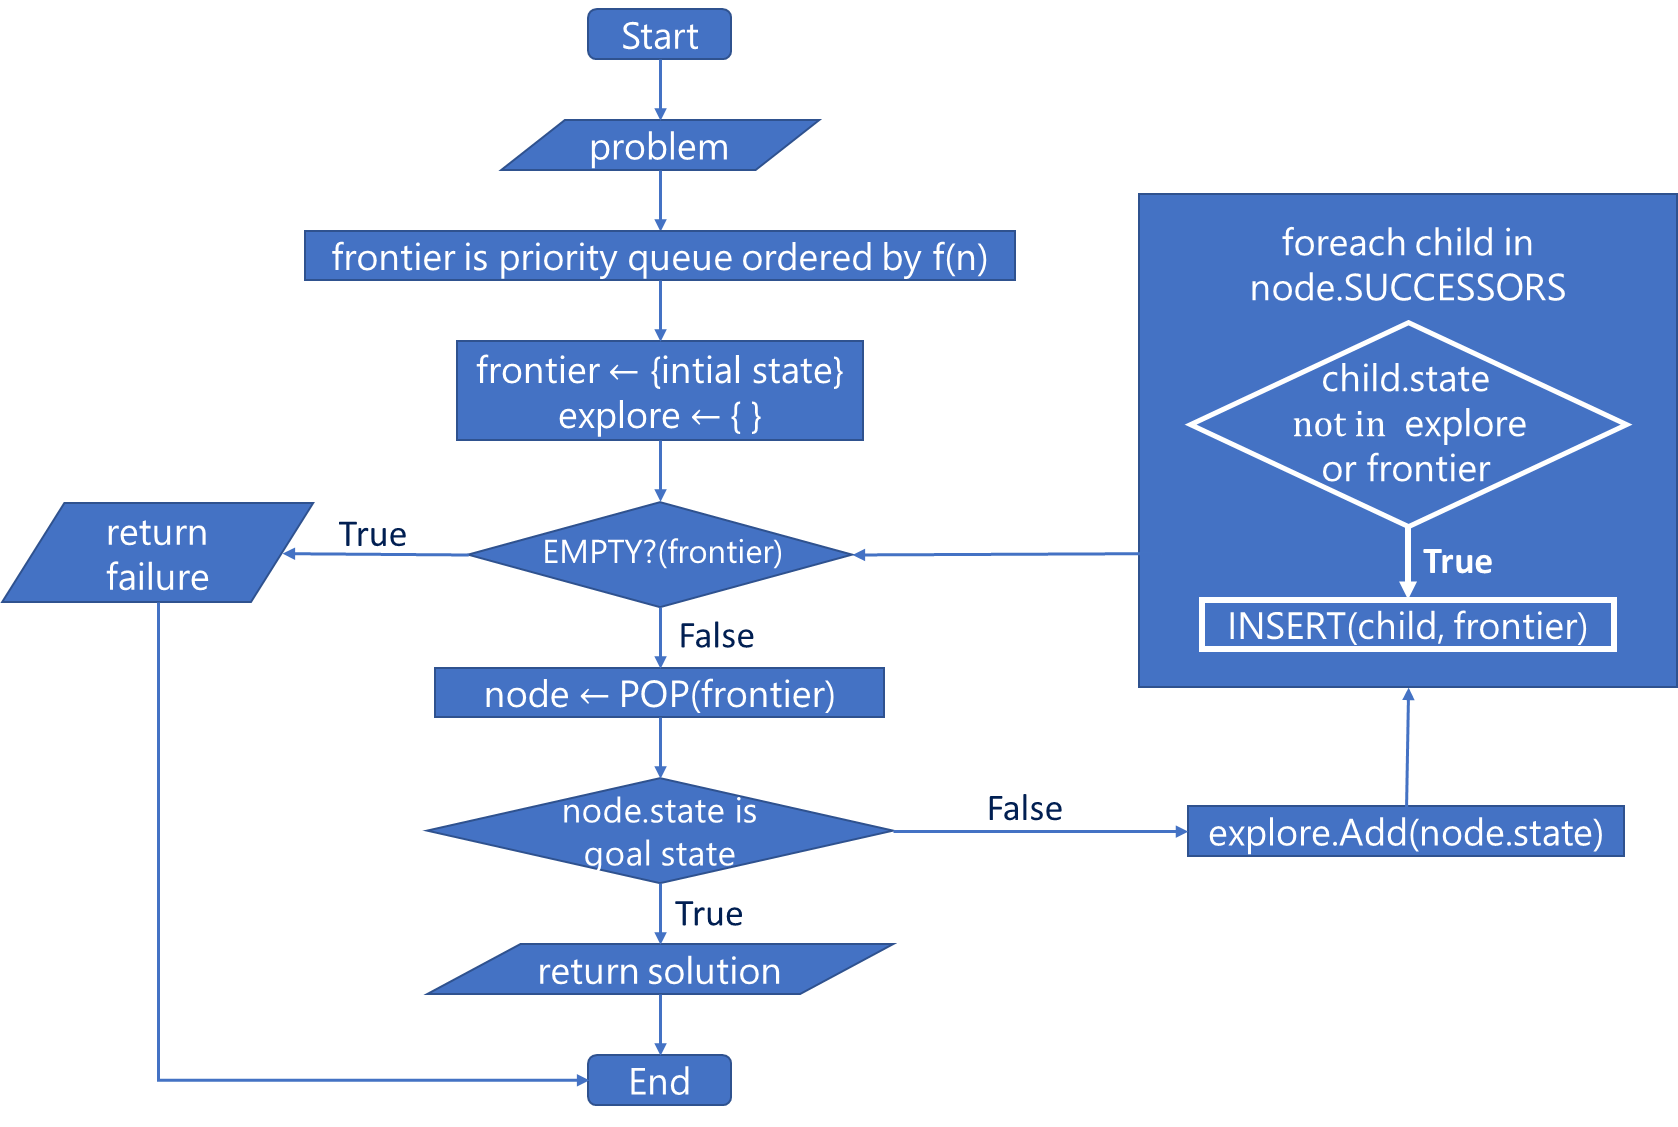 Start
problem
frontier is priority queue ordered by f(n)
frontier ← {intial state}
explore ← { }
EMPTY?(frontier)
True
return
failure
False
node ← POP(frontier)
node.state is
goal state
True
return solution
End
False
explore.Add(node.state)
foreach child in
node.SUCCESSORS
child.state
not in explore
or frontier
True
INSERT(child, frontier)